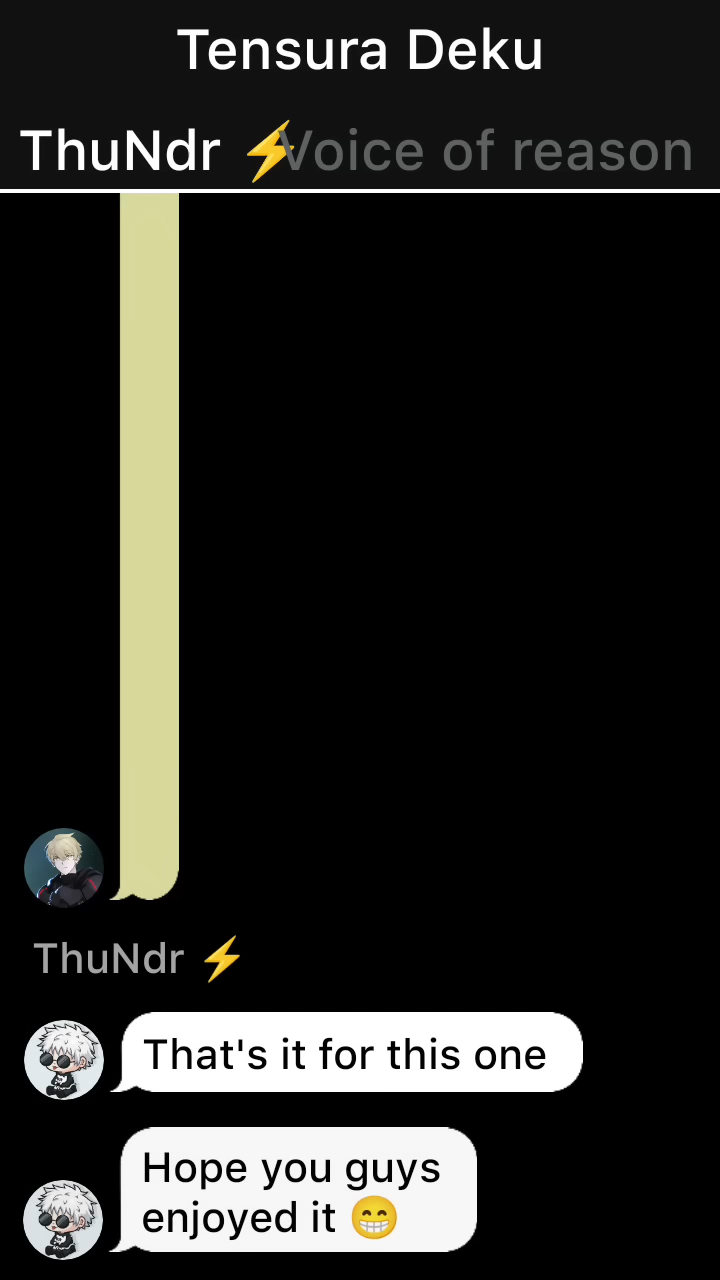 Tensura Deku
ThuNdr ⚡ Voice of reason
ThuNdr ⚡
That's it for this one
Hope you guys
enjoyed it 😁